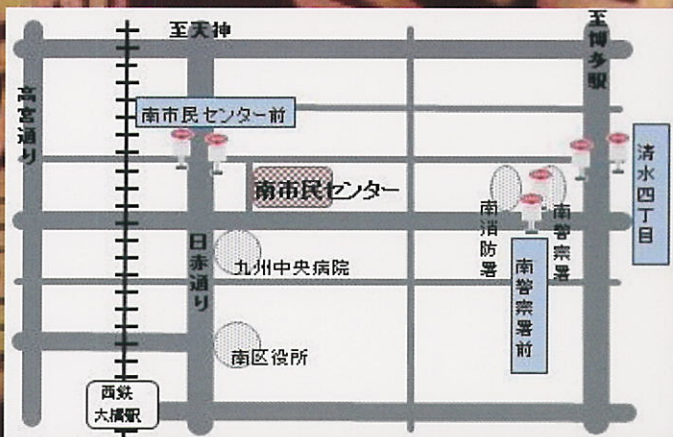 至天神
至博多駅
高宮通り
南市民センター前
清水四丁目
南市民センター
日赤通り
南消防署
南警察署
九州中央病院
南警察署前
南区役所
西鉄
大橋駅